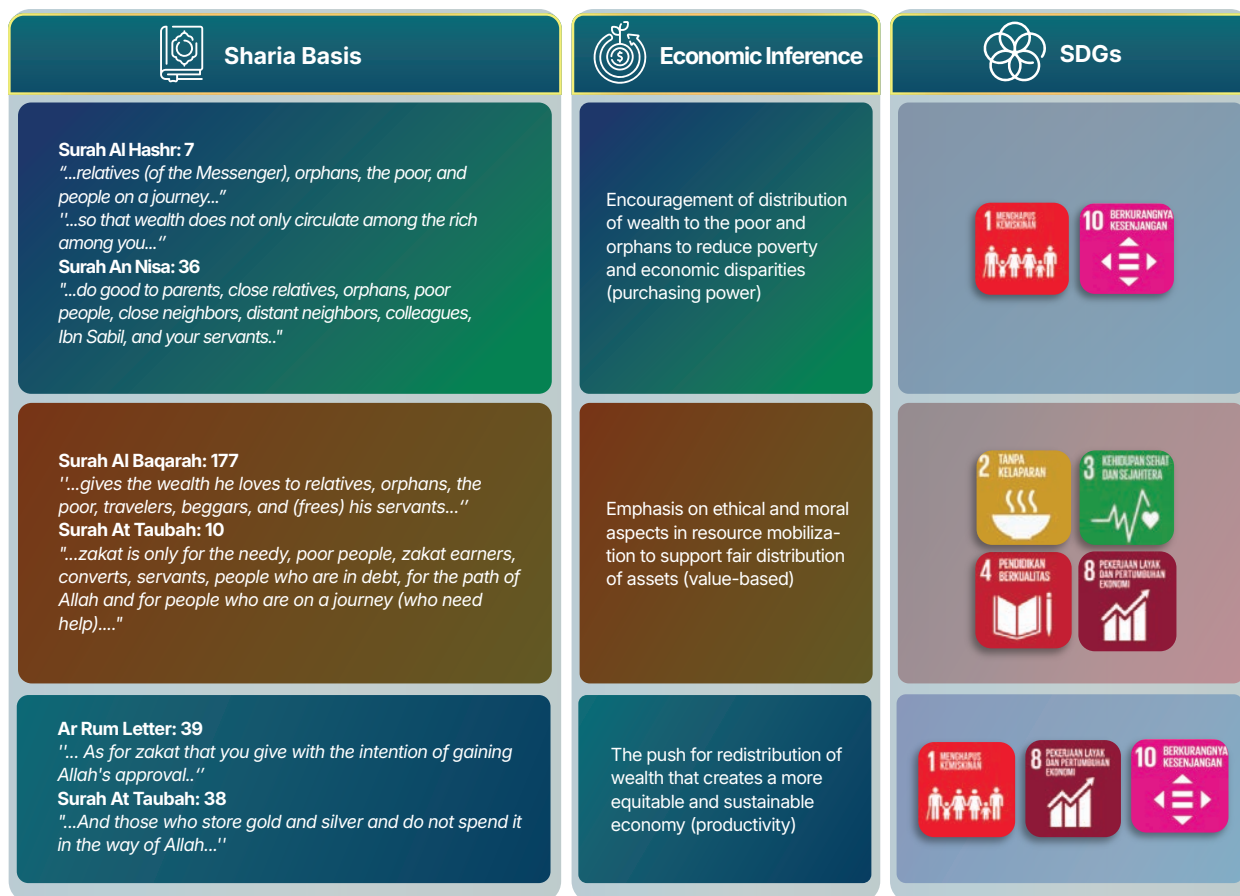 Sharia Basis
Economic Inference
SDGs
Surah Al Hashr: 7
"...relatives (of the Messenger), orphans, the poor, and
people on a journey..."
''...so that wealth does not only circulate among the rich
among you...''
Surah An Nisa: 36
"...do good to parents, close relatives, orphans, poor
people, close neighbors, distant neighbors, colleagues,
Ibn Sabil, and your servants.."
Encouragement of distribution
of wealth to the poor and
orphans to reduce poverty
and economic disparities
(purchasing power)
1 MENGHAPUS
KEMISKINAN
10 BERKURANGNYA
KESENJANGAN
Surah Al Baqarah: 177
''...gives the wealth he loves to relatives, orphans, the
poor, travelers, beggars, and (frees) his servants...''
Surah At Taubah: 10
"...zakat is only for the needy, poor people, zakat earners,
converts, servants, people who are in debt, for the path of
Allah and for people who are on a journey (who need
help)...."
Emphasis on ethical and moral
aspects in resource mobiliza-
tion to support fair distribution
of assets (value-based)
2 TANPA
KELAPARAN
3 KEHIDUPAN SEHAT
DAN SEJAHTERA
4 PENDIDIKAN
BERKUALITAS
8 PEKERJAAN LAYAK
DAN PERTUMBUHAN
EKONOMI
Ar Rum Letter: 39
''... As for zakat that you give with the intention of gaining
Allah's approval..''
Surah At Taubah: 38
"...And those who store gold and silver and do not spend it
in the way of Allah...''
The push for redistribution of
wealth that creates a more
equitable and sustainable
economy (productivity)
1 MENGHAPUS
KEMISKINAN
8 PEKERJAAN LAYAK
DAN PERTUMBUHAN
EKONOMI
10 BERKURANGNYA
KESENJANGAN